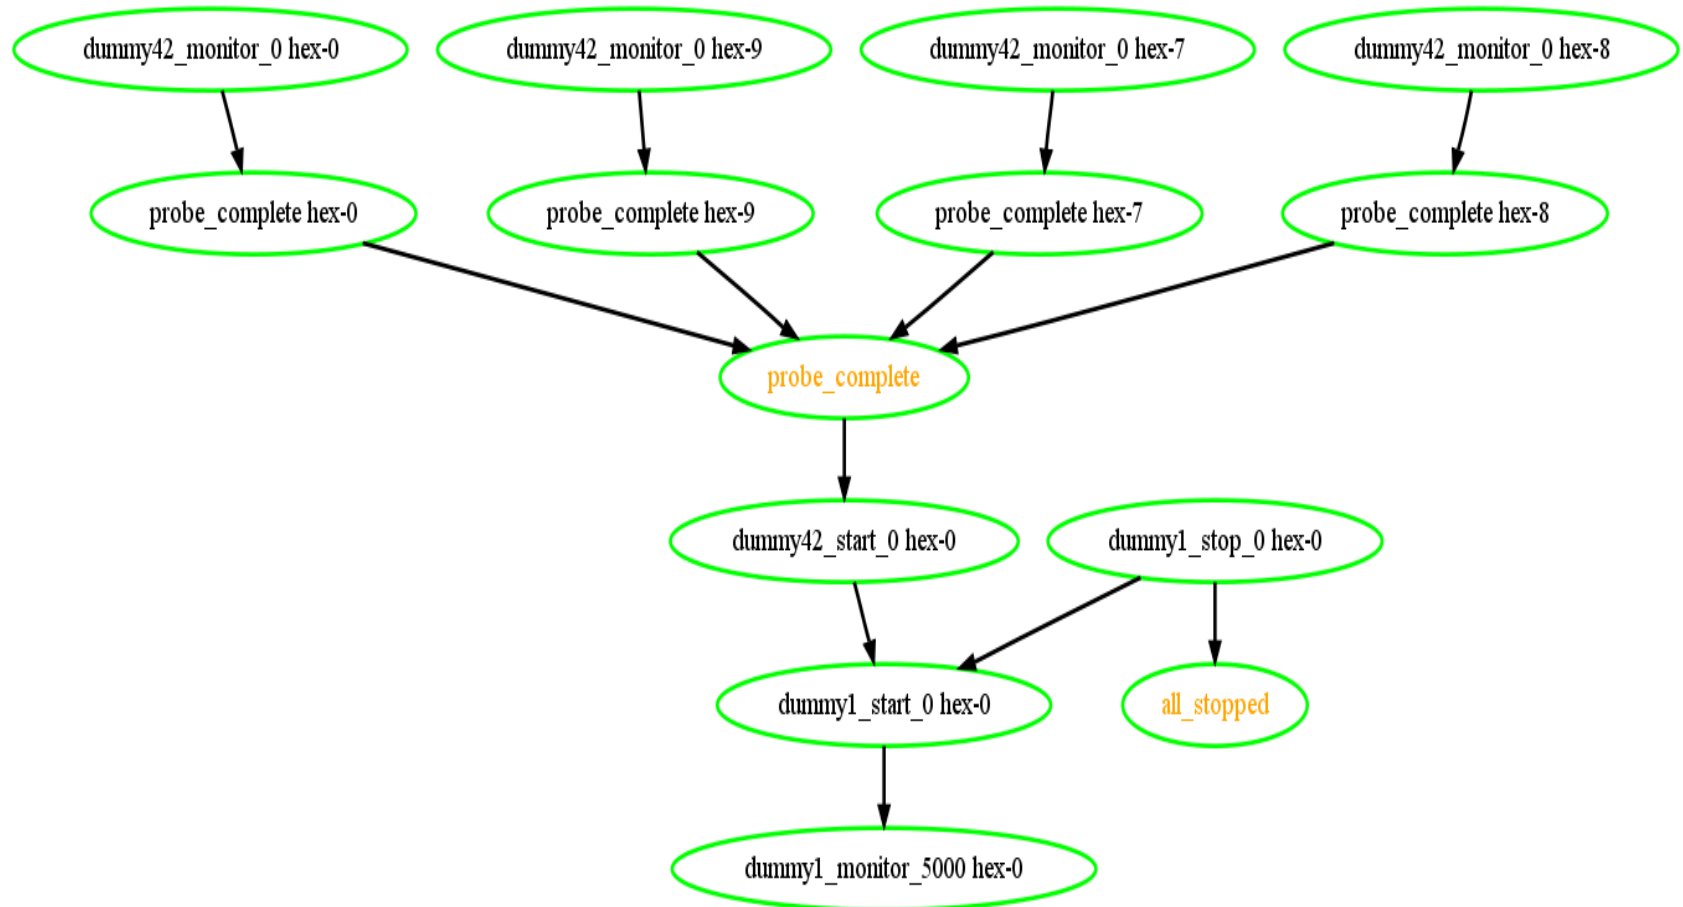 dummy42_monitor_0 hex-0
dummy42_monitor_0 hex-9
dummy42_monitor_0 hex-7
dummy42_monitor_0 hex-8
probe_complete hex-0
probe_complete hex-9
probe_complete hex-7
probe_complete hex-8
probe_complete
dummy42_start_0 hex-0
dummy1_stop_0 hex-0
dummy1_start_0 hex-0
all_stopped
dummy1_monitor_5000 hex-0